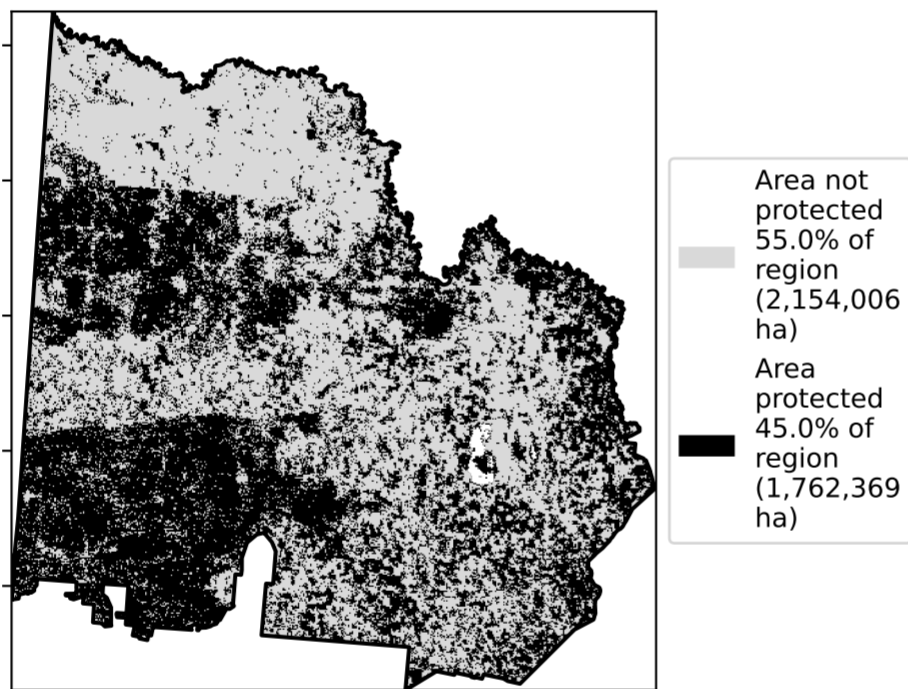 Area not
protected
55.0% of
region
(2,154,006
ha)
Area
protected
45.0% of
region
(1,762,369
ha)